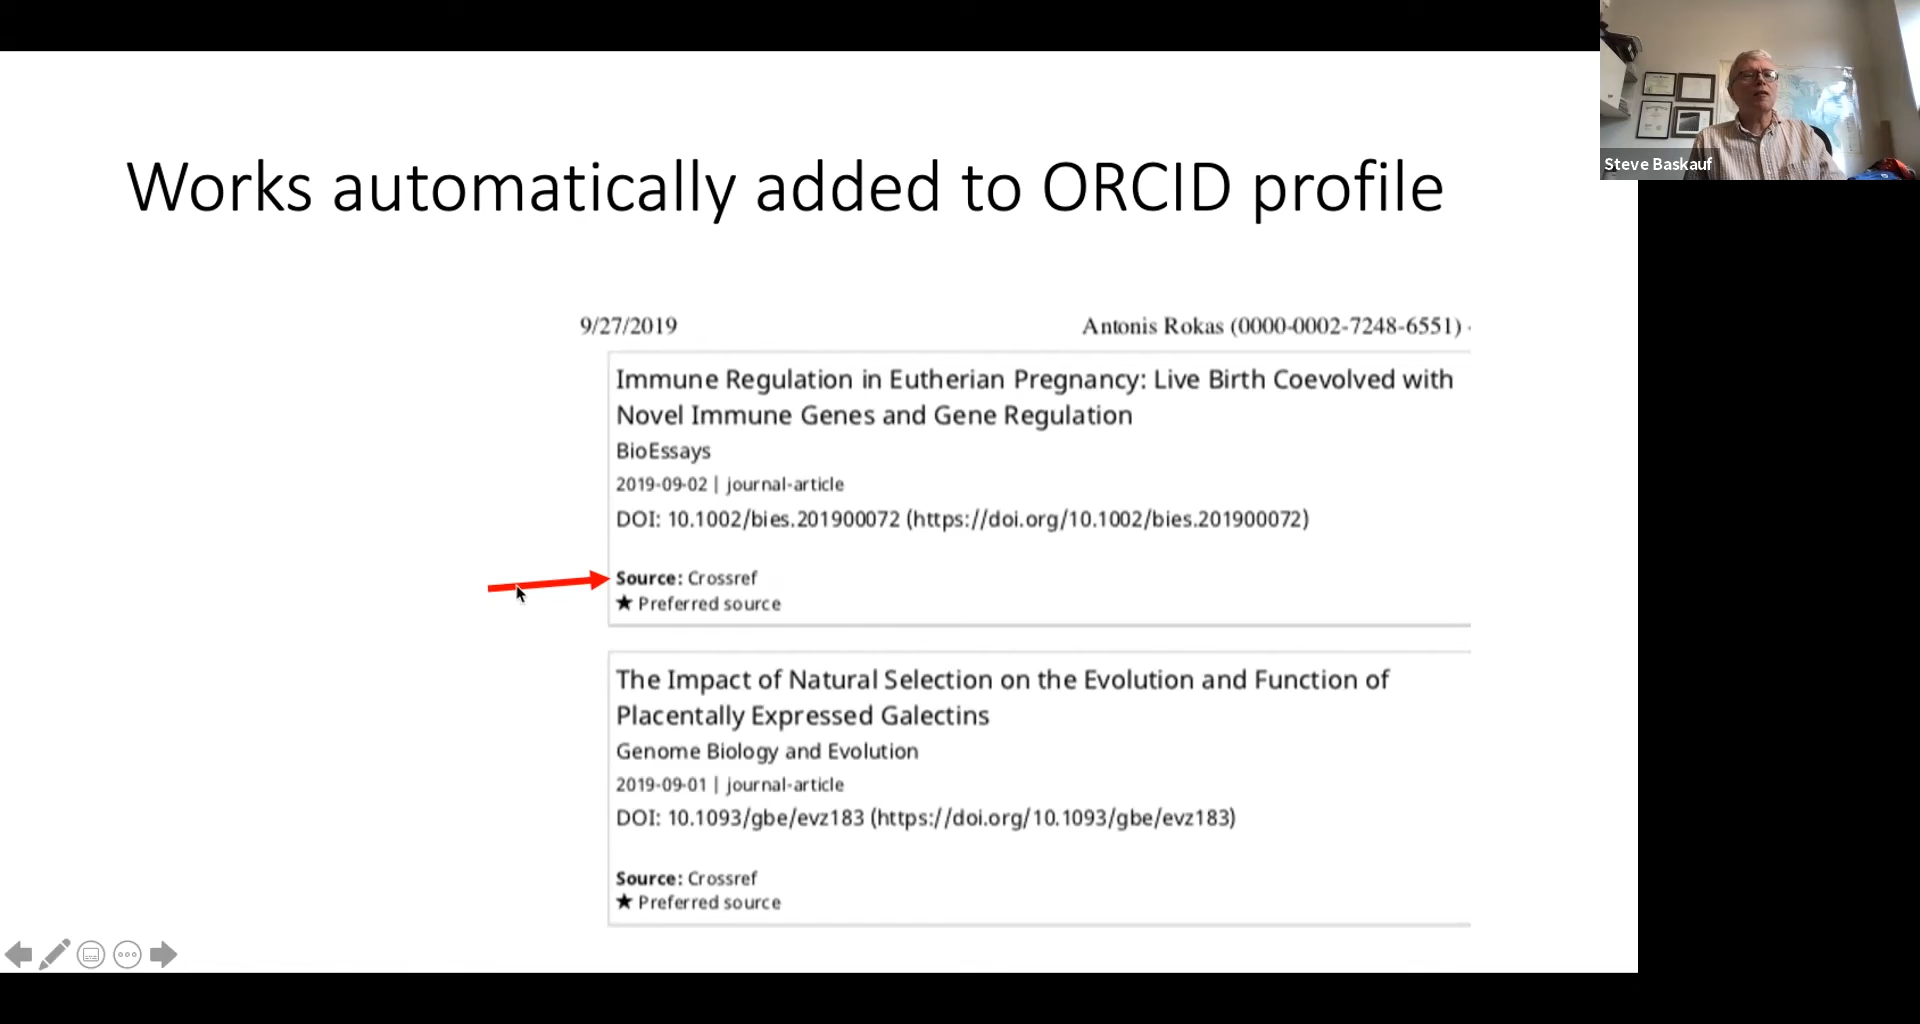 Works automatically added to ORCID profile
Steve Baskauf
9/27/2019
Antonis Rokas (0000-0002-7248-6551) -
Immune Regulation in Eutherian Pregnancy: Live Birth Coevolved with
Novel Immune Genes and Gene Regulation
BioEssays
2019-09-02 | journal-article
DOI: 10.1002/bies.201900072 (https://doi.org/10.1002/bies.201900072)
Source: Crossref
★ Preferred source
The Impact of Natural Selection on the Evolution and Function of
Placentally Expressed Galectins
Genome Biology and Evolution
2019-09-01 | journal-article
DOI: 10.1093/gbe/evz183 (https://doi.org/10.1093/gbe/evz183)
Source: Crossref
★ Preferred source